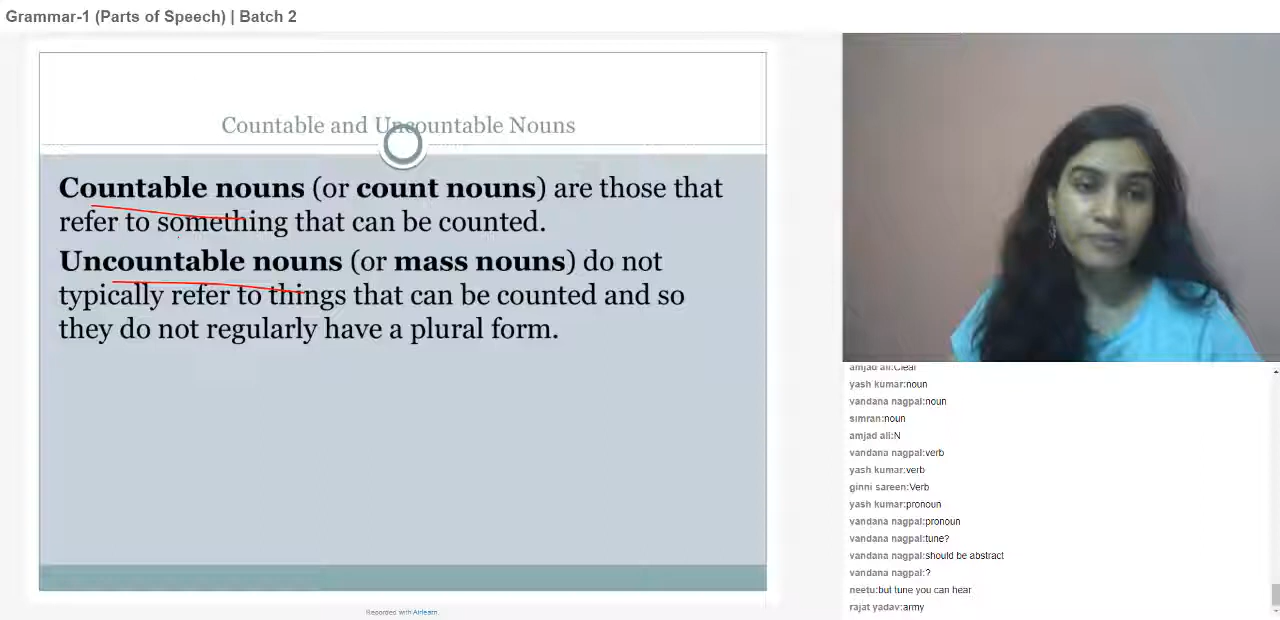 Grammar-1 (Parts of Speech) | Batch 2
Countable and Uncountable Nouns
Countable nouns (or count nouns) are those that
refer to something that can be counted.
Uncountable nouns (or mass nouns) do not
typically refer to things that can be counted and so
they do not regularly have a plural form.
Recorded with Airlearn.
amjad ali:Clear
yash kumar:noun
vandana nagpal:noun
simran:noun
amjad ali:N
vandana nagpal:verb
yash kumar:verb
ginni sareen:Verb
yash kumar:pronoun
vandana nagpal:pronoun
vandana nagpal:tune?
vandana nagpal:should be abstract
vandana nagpal:?
neetu:but tune you can hear
rajat yadav:army